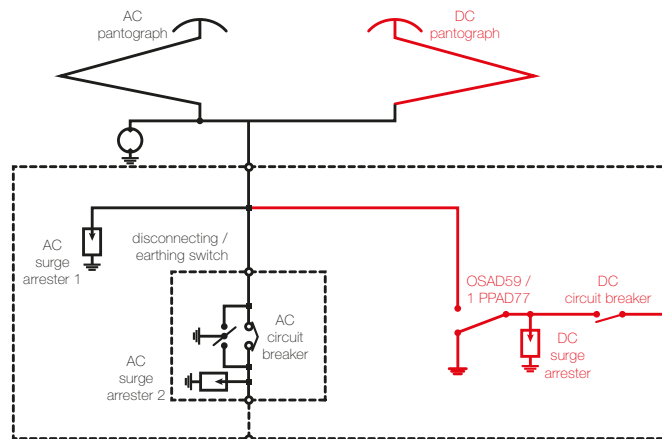 AC
pantograph
DC
pantograph
AC
surge
arrester 1
disconnecting /
earthing switch
OSAD59 /
1 PPAD77
DC
circuit breaker
AC
circuit
breaker
DC
surge
arrester
AC
surge
arrester 2